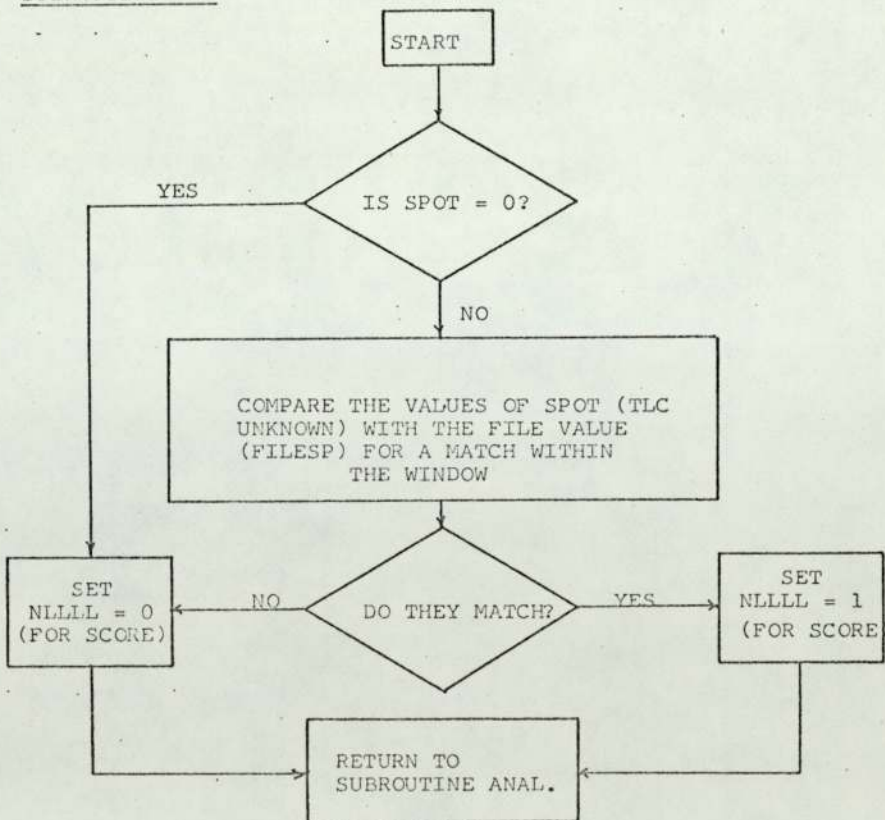 START
YES
IS SPOT = 0?
NO
COMPARE THE VALUES OF SPOT (TLC
UNKNOWN) WITH THE FILE VALUE
(FILESP) FOR A MATCH WITHIN
THE WINDOW
SET
NLLLL = 0
(FOR SCORE)
NO
DO THEY MATCH?
YES
SET
NLLLL = 1
(FOR SCORE
RETURN TO
SUBROUTINE ANAL.